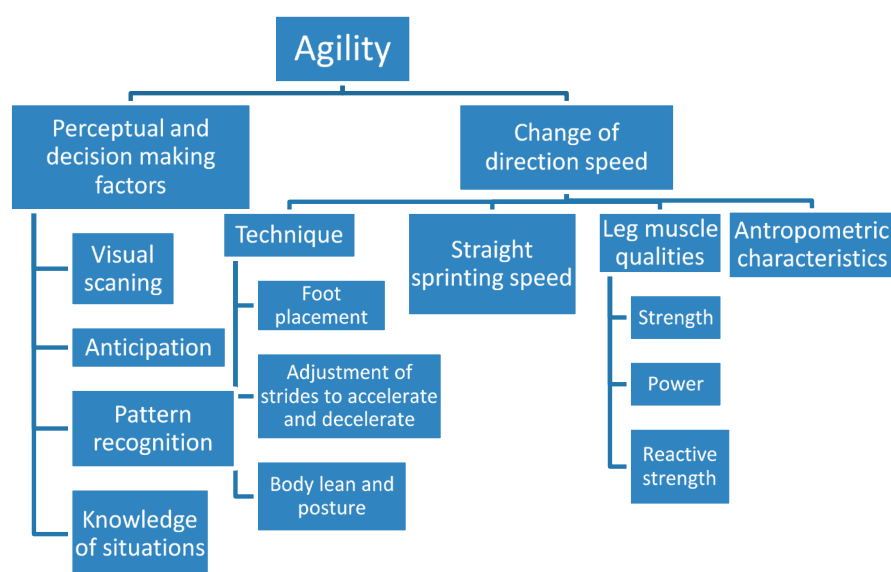 Agility
Perceptual and
decision making
factors
Change of
direction speed
Visual
scaning
Anticipation
Pattern
recognition
Knowledge
of situations
Technique
Foot
placement
Adjustment of
strides to accelerate
and decelerate
Body lean and
posture
Straight
sprinting speed
Leg muscle
qualities
Strength
Power
Reactive
strength
Antropometric
characteristics